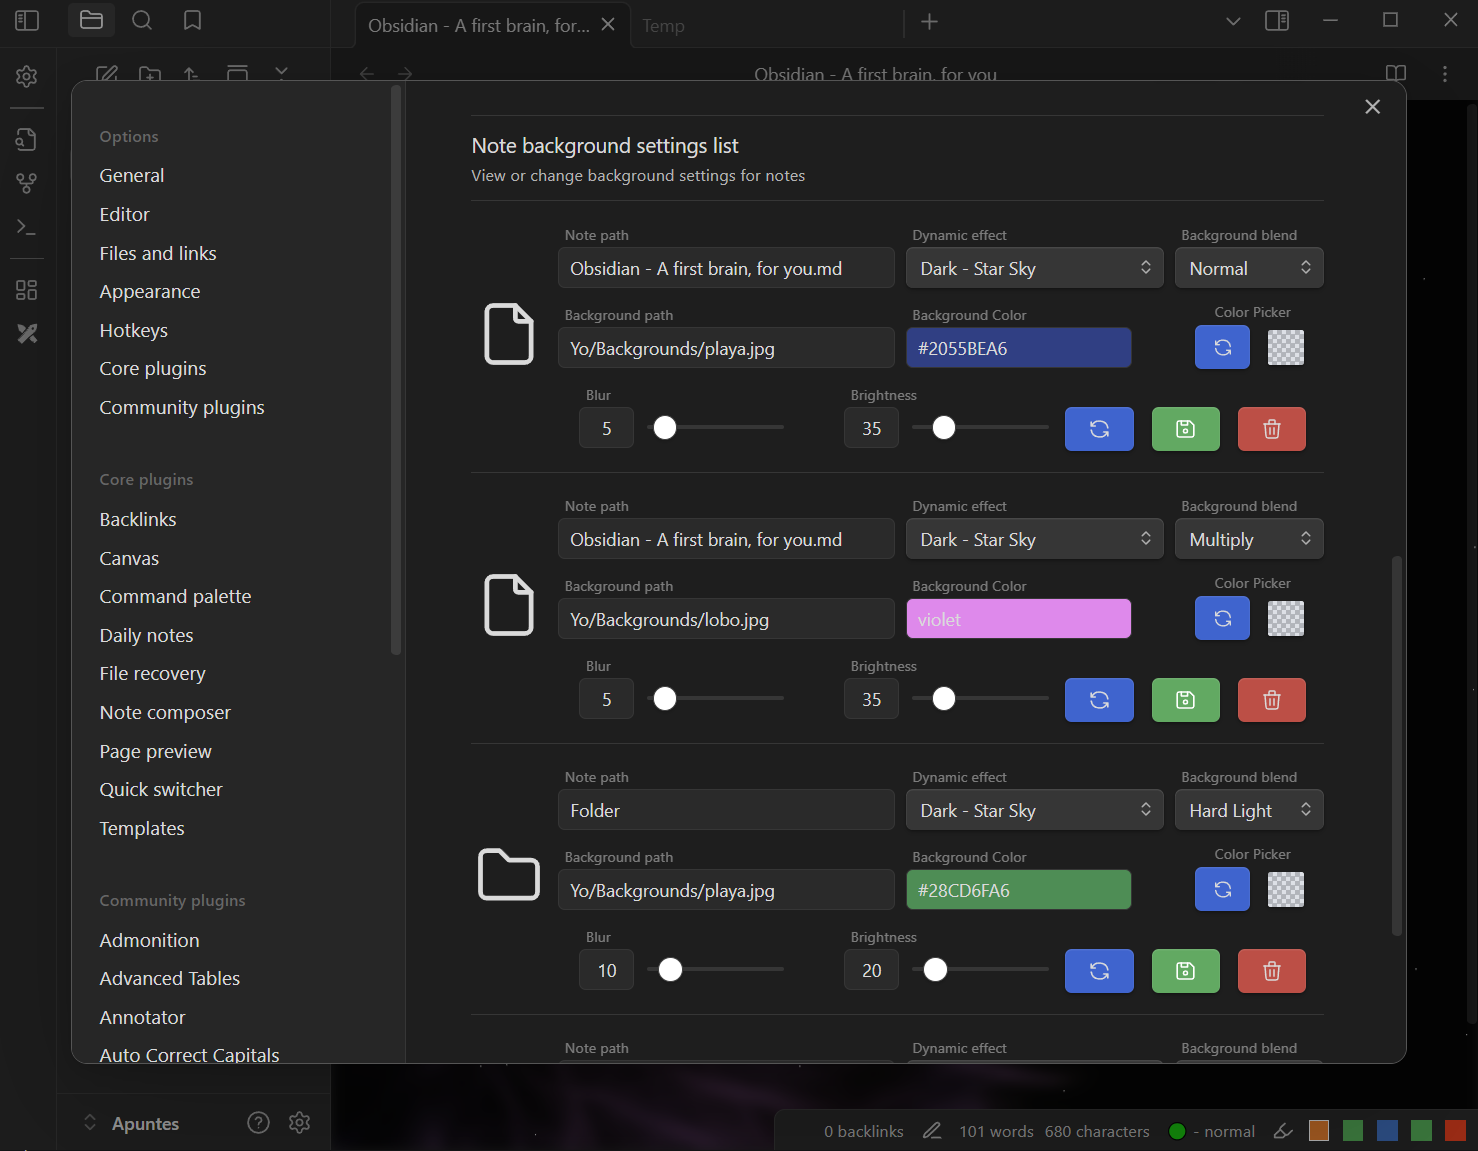 Obsidian - A first brain, for...
Temp
Obsidian - A first brain, for you
Options
General
Editor
Files and links
Appearance
Hotkeys
Core plugins
Community plugins
Core plugins
Backlinks
Canvas
Command palette
Daily notes
File recovery
Note composer
Page preview
Quick switcher
Templates
Community plugins
Admonition
Advanced Tables
Annotator
Auto Correct Capitals
Note background settings list
View or change background settings for notes
Note path Dynamic effect Background blend
Obsidian - A first brain, for you.md Dark - Star Sky Normal
Background path Background Color Color Picker
Yo/Backgrounds/playa.jpg #2055BEA6
Blur Brightness
5 35
Note path Dynamic effect Background blend
Obsidian - A first brain, for you.md Dark - Star Sky Multiply
Background path Background Color Color Picker
Yo/Backgrounds/lobo.jpg violet
Blur Brightness
5 35
Note path Dynamic effect Background blend
Folder Dark - Star Sky Hard Light
Background path Background Color Color Picker
Yo/Backgrounds/playa.jpg #28CD6FA6
Blur Brightness
10 20
Note path Dynamic effect Background blend
Apuntes
0 backlinks 101 words 680 characters - normal